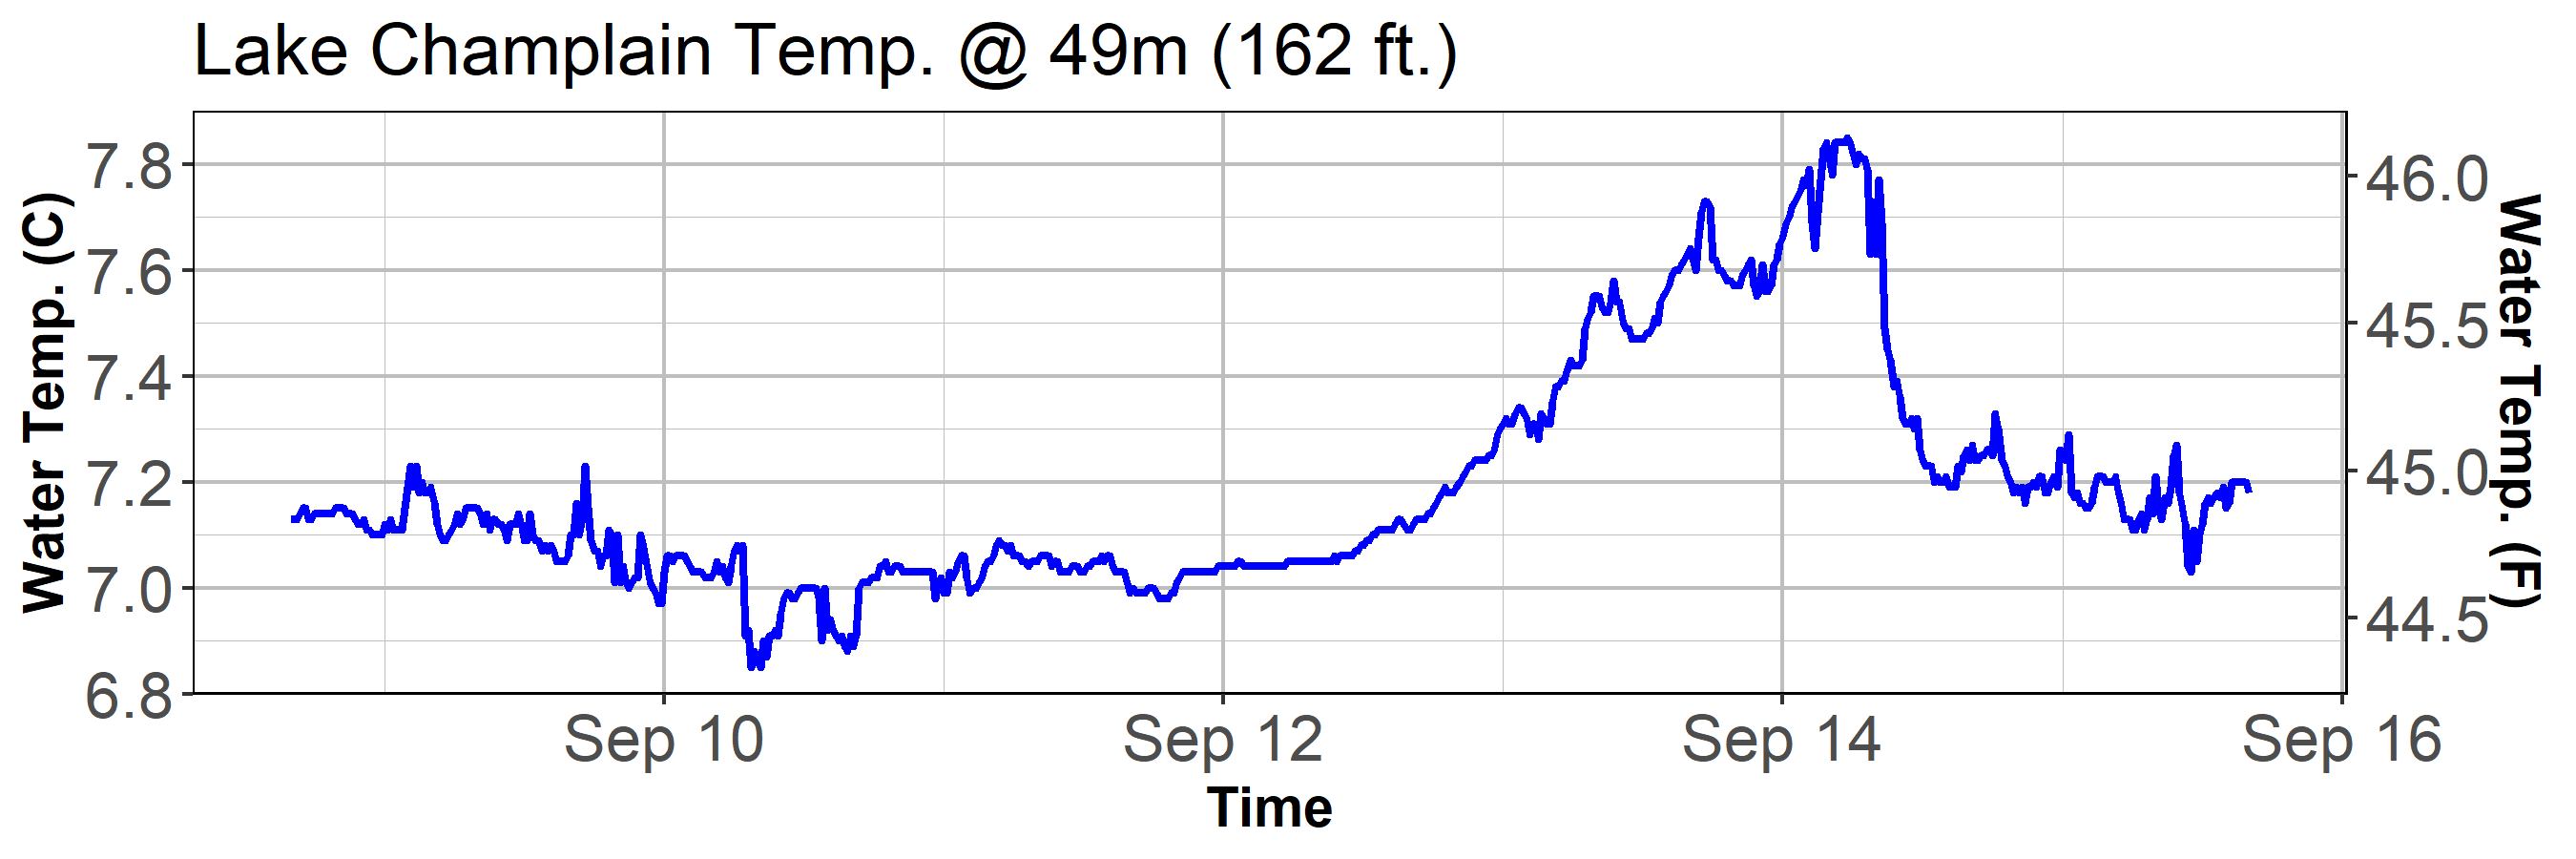 Lake Champlain Temp. @ 49m (162 ft.)
Water Temp. (C)
7.8
7.6
7.4
7.2
7.0
6.8
46.0
45.5
45.0
44.5
Water Temp. (F)
Sep 10 Sep 12 Sep 14 Sep 16
Time